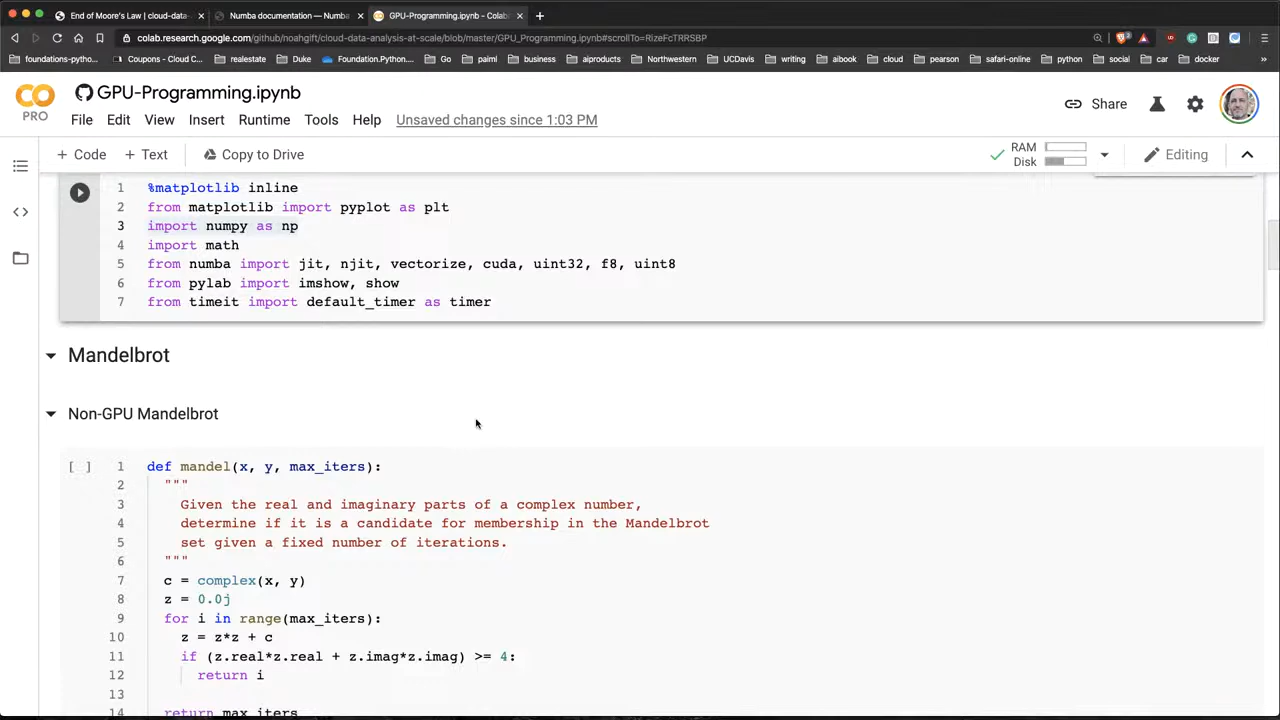 End of Moore's Law | cloud-data-
Numba documentation — Numba
GPU-Programming.ipynb - Colab
colab.research.google.com/github/noahgift/cloud-data-analysis-at-scale/blob/master/GPU_Programming.ipynb#scrollTo=RizeFcTRRSBP
foundations-pytho... Coupons - Cloud C... realestate Duke Foundation.Python.... Go paiml business aiproducts Northwestern UCDavis writing aibook cloud pearson safari-online python social car docker »
CO PRO
GPU-Programming.ipynb
Share
File Edit View Insert Runtime Tools Help Unsaved changes since 1:03 PM
+ Code + Text Copy to Drive RAM Disk Editing
1 %matplotlib inline
2 from matplotlib import pyplot as plt
3 import numpy as np
4 import math
5 from numba import jit, njit, vectorize, cuda, uint32, f8, uint8
6 from pylab import imshow, show
7 from timeit import default_timer as timer
Mandelbrot
Non-GPU Mandelbrot
[ ] 1 def mandel(x, y, max_iters):
2 """
3 Given the real and imaginary parts of a complex number,
4 determine if it is a candidate for membership in the Mandelbrot
5 set given a fixed number of iterations.
6 """
7 c = complex(x, y)
8 z = 0.0j
9 for i in range(max_iters):
10 z = z*z + c
11 if (z.real*z.real + z.imag*z.imag) >= 4:
12 return i
13
14 return max_iters